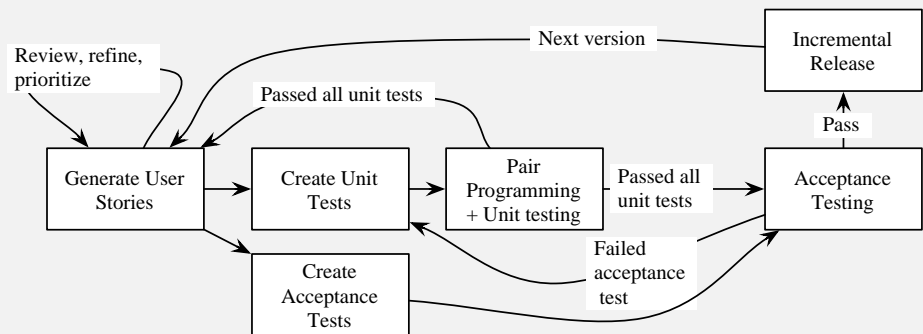 Review, refine,
prioritize
Next version
Incremental
Release
Passed all unit tests
Pass
Generate User
Stories
Create Unit
Tests
Pair
Programming
+ Unit testing
Passed all
unit tests
Acceptance
Testing
Failed
acceptance
test
Create
Acceptance
Tests